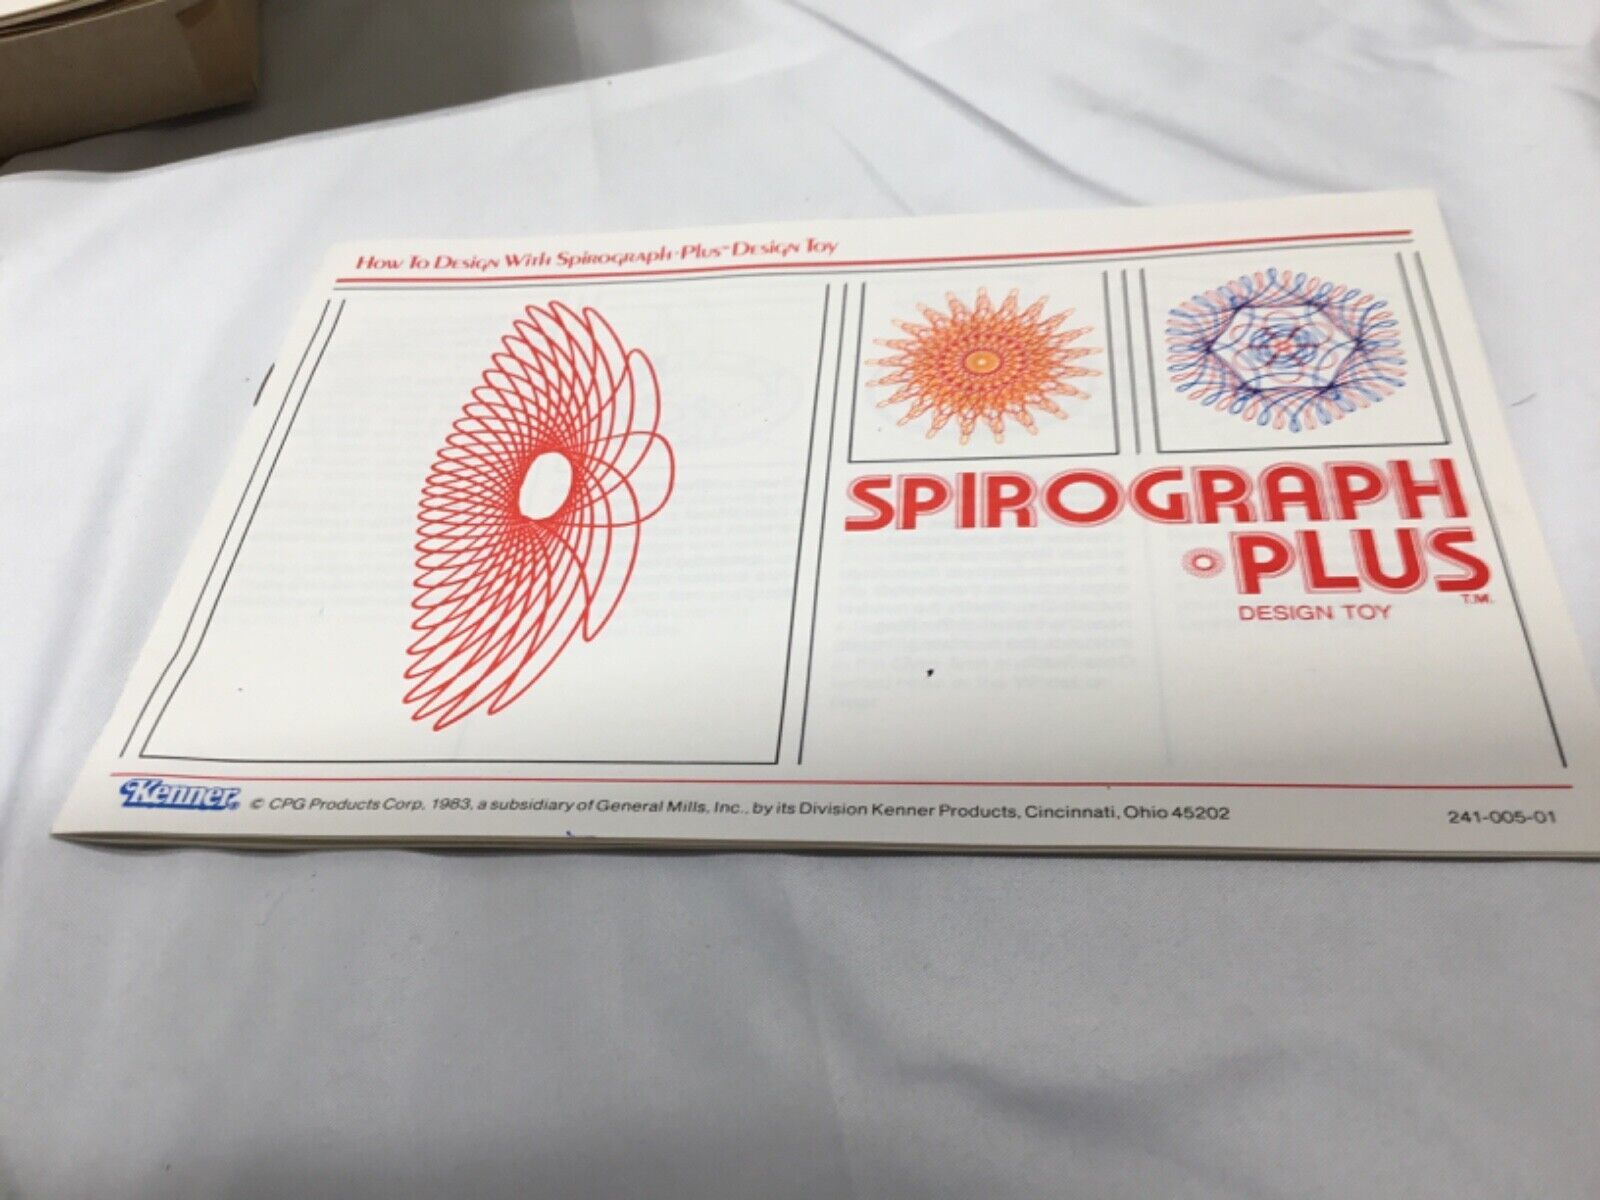 How To Design With Spirograph·Plus™ Design Toy
SPIROGRAPH
·PLUS
T.M.
DESIGN TOY
Kenner® © CPG Products Corp. 1983, a subsidiary of General Mills, Inc., by its Division Kenner Products, Cincinnati, Ohio 45202 241-005-01